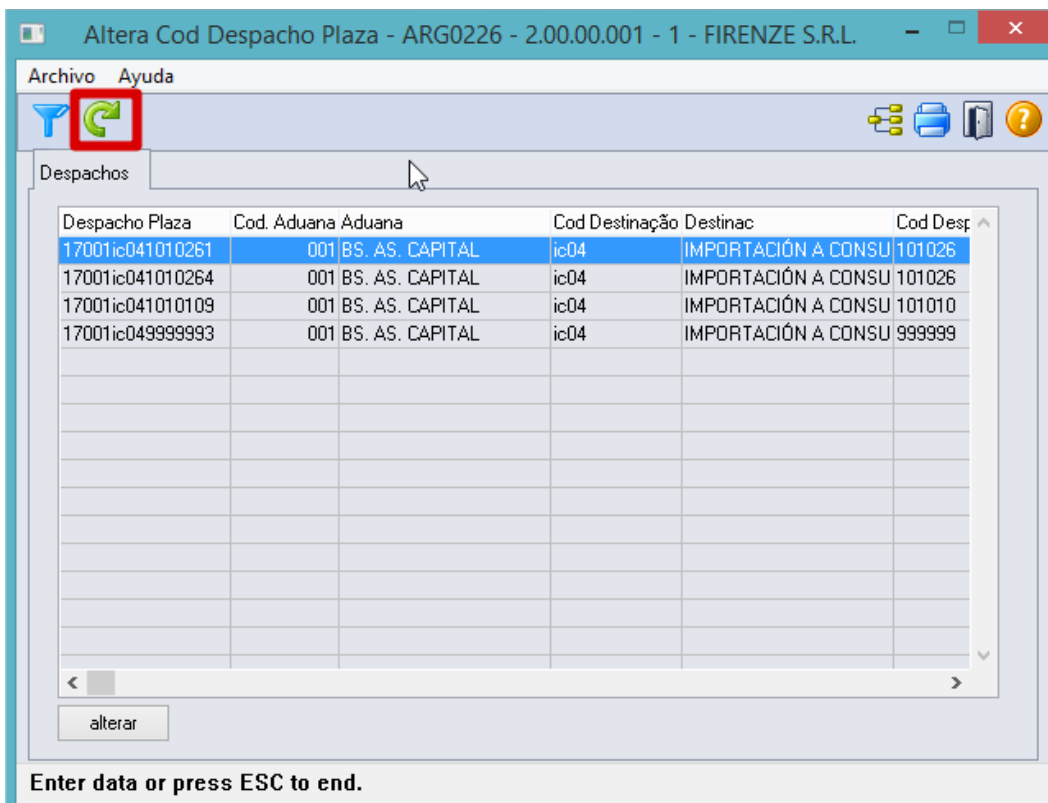 Altera Cod Despacho Plaza - ARG0226 - 2.00.00.001 - 1 - FIRENZE S.R.L.
Archivo Ayuda
Despachos
Despacho Plaza Cod. Aduana Aduana Cod Destinação Destinac Cod Desp
17001ic041010261 001 BS. AS. CAPITAL ic04 IMPORTACIÓN A CONSU 101026
17001ic041010264 001 BS. AS. CAPITAL ic04 IMPORTACIÓN A CONSU 101026
17001ic041010109 001 BS. AS. CAPITAL ic04 IMPORTACIÓN A CONSU 101010
17001ic049999993 001 BS. AS. CAPITAL ic04 IMPORTACIÓN A CONSU 999999
alterar
Enter data or press ESC to end.